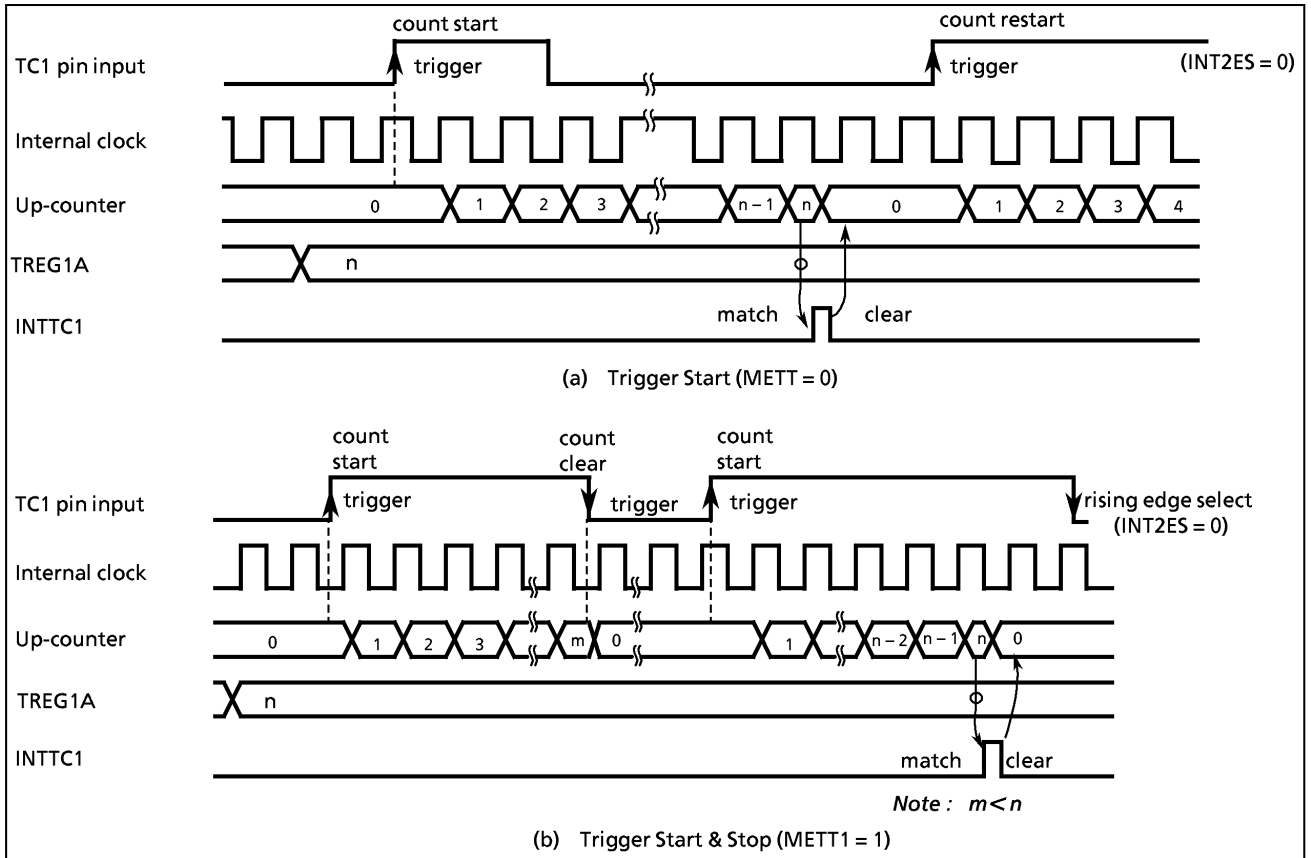 count start
count restart
TC1 pin input
trigger
trigger
(INT2ES = 0)
Internal clock
Up-counter
0
1
2
3
n – 1
n
0
1
2
3
4
TREG1A
n
INTTC1
match
clear
(a) Trigger Start (METT = 0)
count
start
count
clear
count
start
TC1 pin input
trigger
trigger
trigger
rising edge select
(INT2ES = 0)
Internal clock
Up-counter
0
1
2
3
m
0
1
n – 2
n – 1
n
0
TREG1A
n
INTTC1
match
clear
Note : m < n
(b) Trigger Start & Stop (METT1 = 1)